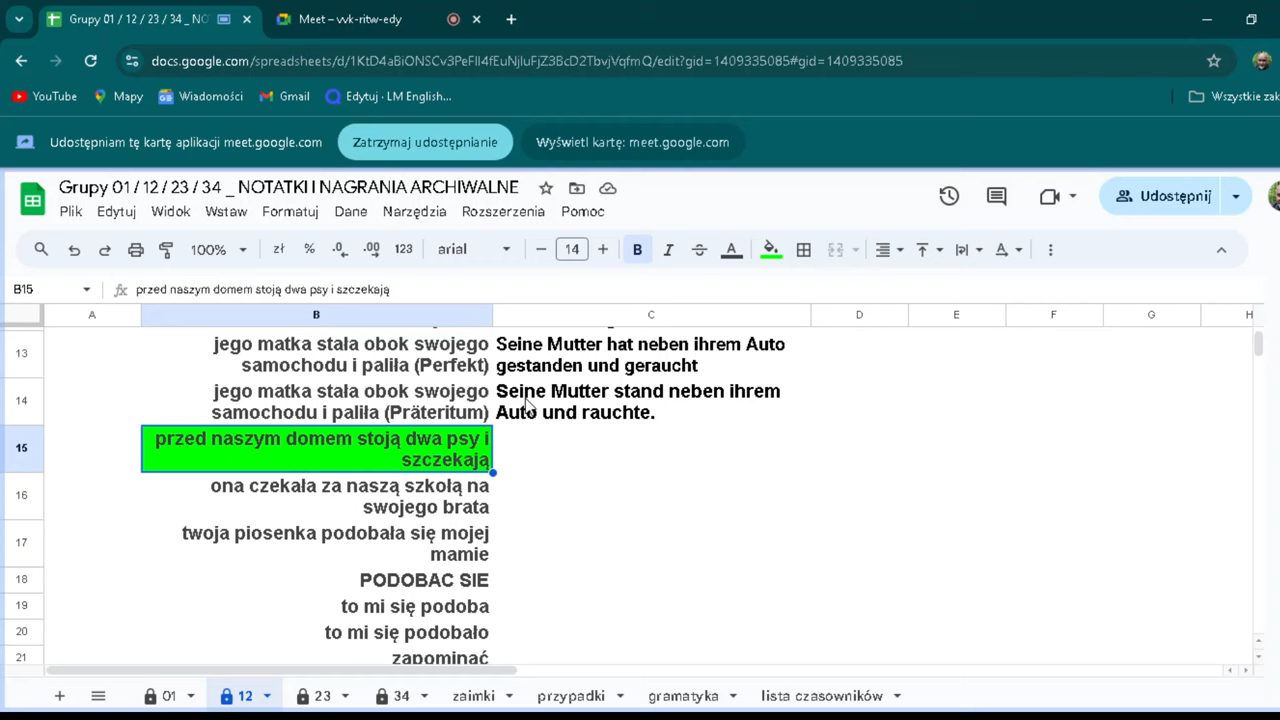 Grupy 01 / 12 / 23 / 34 _ NO
Meet – vvk-ritw-edy
docs.google.com/spreadsheets/d/1KtD4aBiONSCv3PeFII4fEuNjluFjZ3BcD2TbvjVqfmQ/edit?gid=1409335085#gid=1409335085
YouTube Mapy Wiadomości Gmail Edytuj · LM English... Wszystkie zak
Udostępniam tę kartę aplikacji meet.google.com Zatrzymaj udostępnianie Wyświetl kartę: meet.google.com
Grupy 01 / 12 / 23 / 34 _ NOTATKI I NAGRANIA ARCHIWALNE
Plik Edytuj Widok Wstaw Formatuj Dane Narzędzia Rozszerzenia Pomoc
Udostępnij
100% zł % .0 .00 123 arial 14 B I A
B15 fx przed naszym domem stoją dwa psy i szczekają
A B C D E F G H
13 jego matka stała obok swojego Seine Mutter hat neben ihrem Auto
samochodu i paliła (Perfekt) gestanden und geraucht
14 jego matka stała obok swojego Seine Mutter stand neben ihrem
samochodu i paliła (Präteritum) Auto und rauchte.
15 przed naszym domem stoją dwa psy i
szczekają
16 ona czekała za naszą szkołą na
swojego brata
17 twoja piosenka podobała się mojej
mamie
18 PODOBAC SIE
19 to mi się podoba
20 to mi się podobało
21 zapominać
01 12 23 34 zaimki przypadki gramatyka lista czasowników